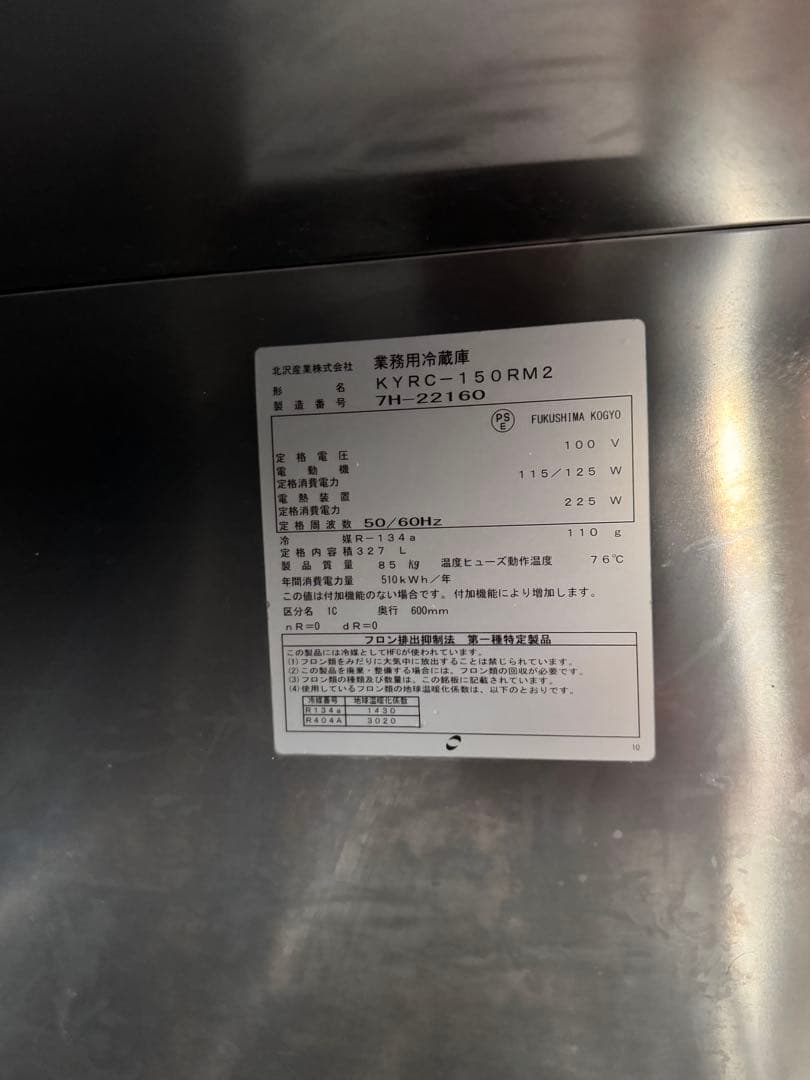 北沢産業株式会社 業務用冷蔵庫
形名 KYRC-150RM2
製造番号 7H-22160
PS E FUKUSHIMA KOGYO
定格電圧 100 V
電動機
定格消費電力 115/125 W
電熱装置
定格消費電力 225 W
定格周波数 50/60Hz
冷媒R-134a 110 g
定格内容積327 L
製品質量 85 kg 温度ヒューズ動作温度 76℃
年間消費電力量 510kWh/年
この値は付加機能のない場合です。付加機能により増加します。
区分名 1C 奥行 600mm
nR=0 dR=0
フロン排出抑制法 第一種特定製品
この製品には冷媒としてHFCが使われています。
(1)フロン類をみだりに大気中に放出することは禁じられています。
(2)この製品を廃棄・整備する場合には、フロン類の回収が必要です。
(3)フロン類の種類及び数量は、この銘板に記載されています。
(4)使用しているフロン類の地球温暖化係数は、以下のとおりです。
冷媒番号 地球温暖化係数
R134a 1430
R404A 3020
10